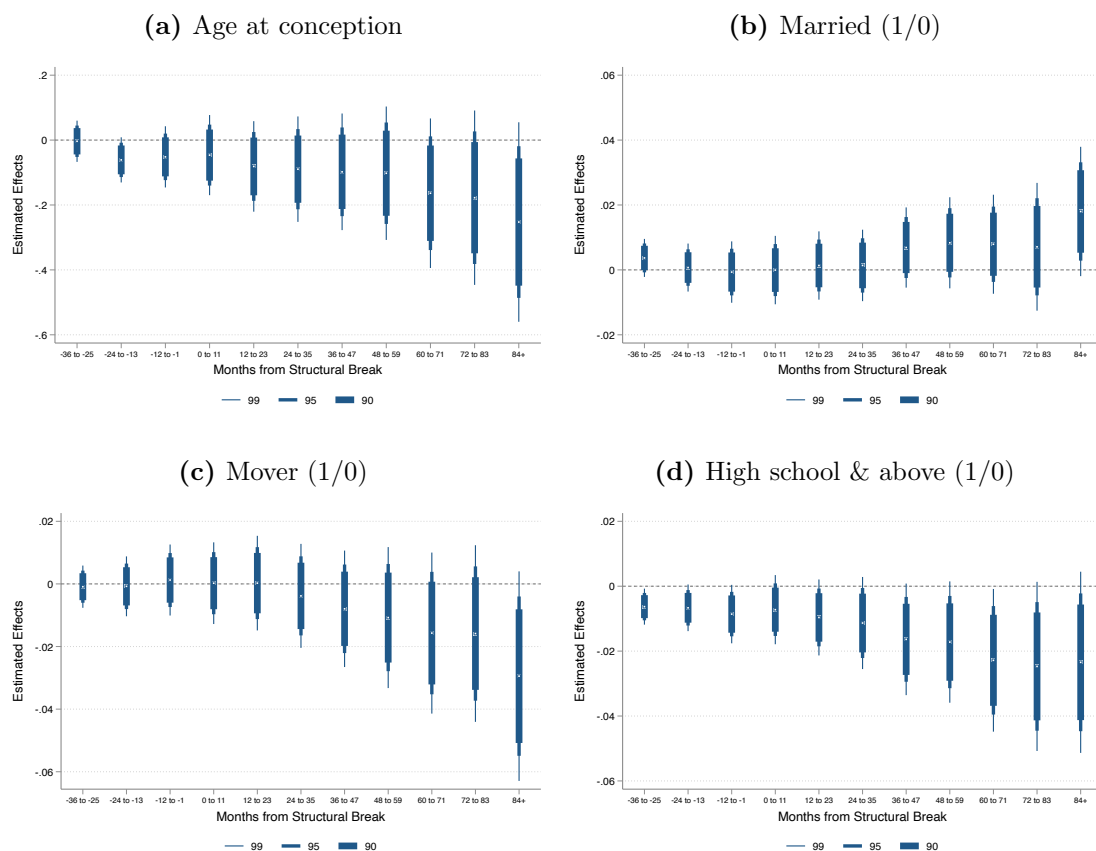 (a) Age at conception
.2
0
-.2
-.4
-.6
Estimated Effects
-36 to -25 -24 to -13 -12 to -1 0 to 11 12 to 23 24 to 35 36 to 47 48 to 59 60 to 71 72 to 83 84+
Months from Structural Break
99 95 90
(b) Married (1/0)
.06
.04
.02
0
-.02
Estimated Effects
-36 to -25 -24 to -13 -12 to -1 0 to 11 12 to 23 24 to 35 36 to 47 48 to 59 60 to 71 72 to 83 84+
Months from Structural Break
99 95 90
(c) Mover (1/0)
.02
0
-.02
-.04
-.06
Estimated Effects
-36 to -25 -24 to -13 -12 to -1 0 to 11 12 to 23 24 to 35 36 to 47 48 to 59 60 to 71 72 to 83 84+
Months from Structural Break
99 95 90
(d) High school & above (1/0)
.02
0
-.02
-.04
-.06
Estimated Effects
-36 to -25 -24 to -13 -12 to -1 0 to 11 12 to 23 24 to 35 36 to 47 48 to 59 60 to 71 72 to 83 84+
Months from Structural Break
99 95 90